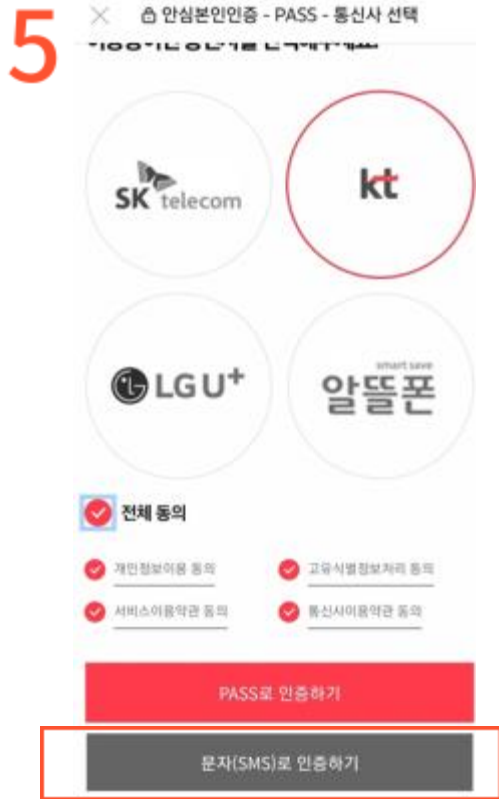 5
안심본인인증 - PASS - 통신사 선택
SK telecom
kt
LG U+
smart save
알뜰폰
전체 동의
개인정보이용 동의
고유식별정보처리 동의
서비스이용약관 동의
통신사이용약관 동의
PASS로 인증하기
문자(SMS)로 인증하기